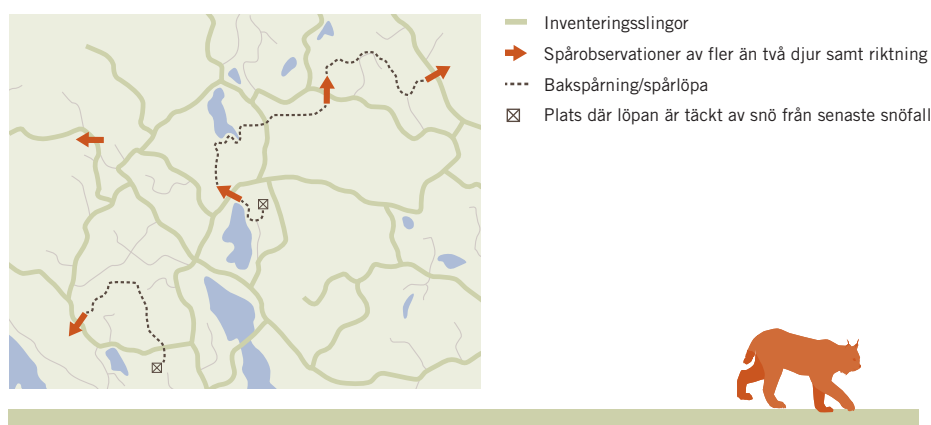 Inventeringsslingor
Spårobservationer av fler än två djur samt riktning
Bakspårning/spårlöpa
Plats där löpan är täckt av snö från senaste snöfall